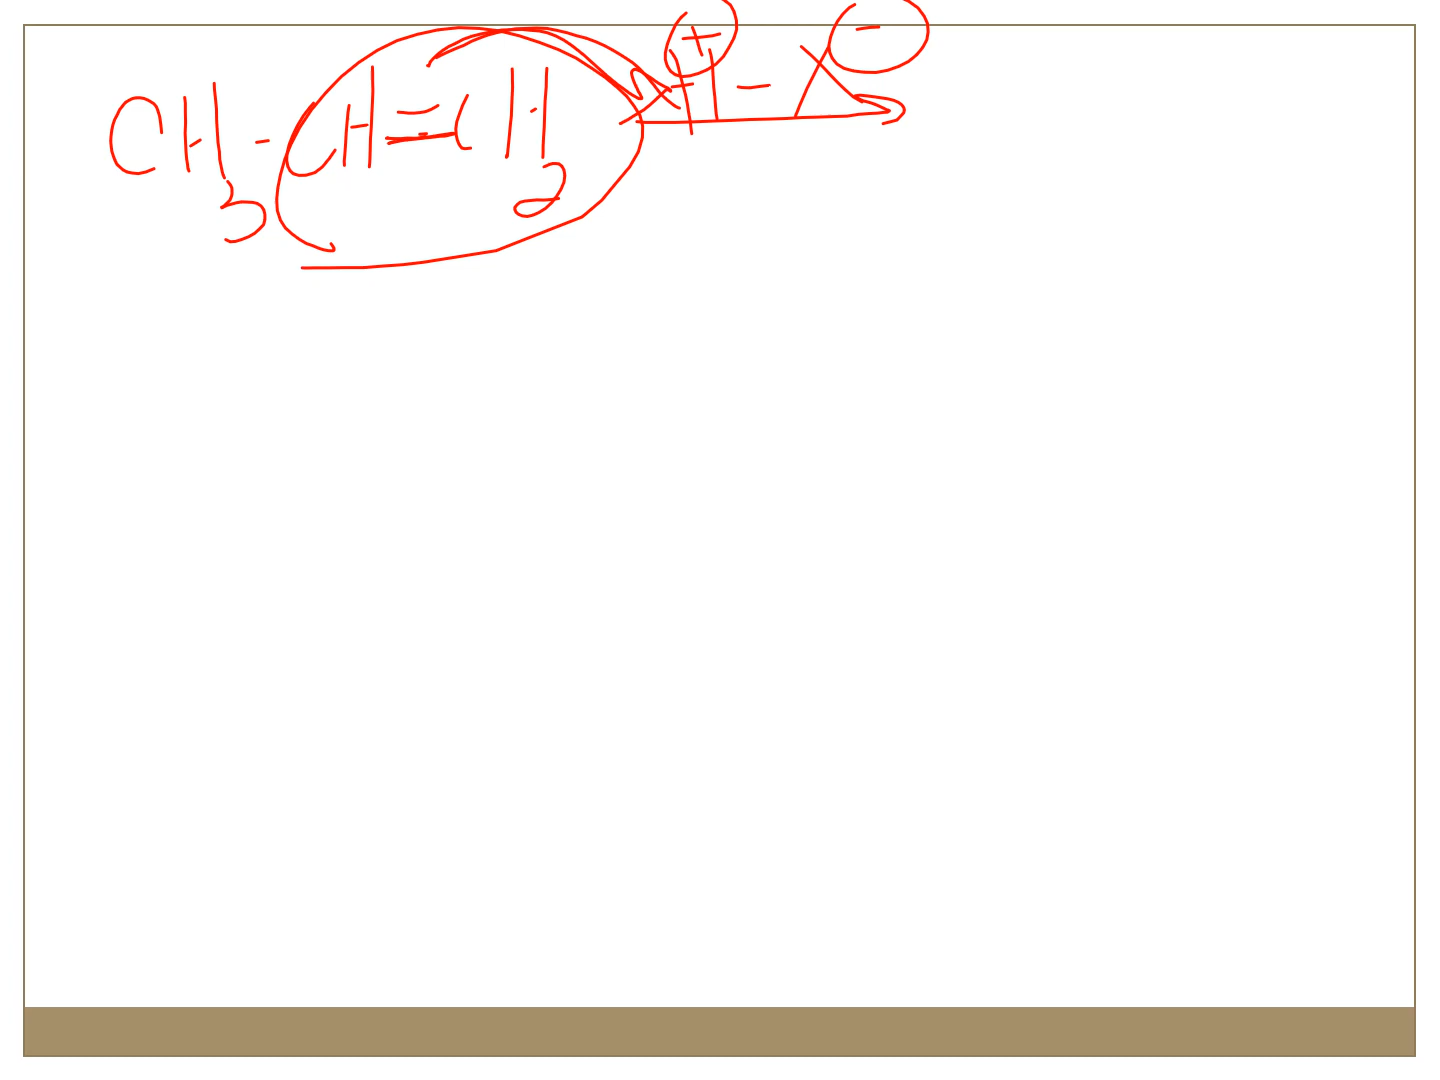 CH3 - CH = CH2 H - X
+ -